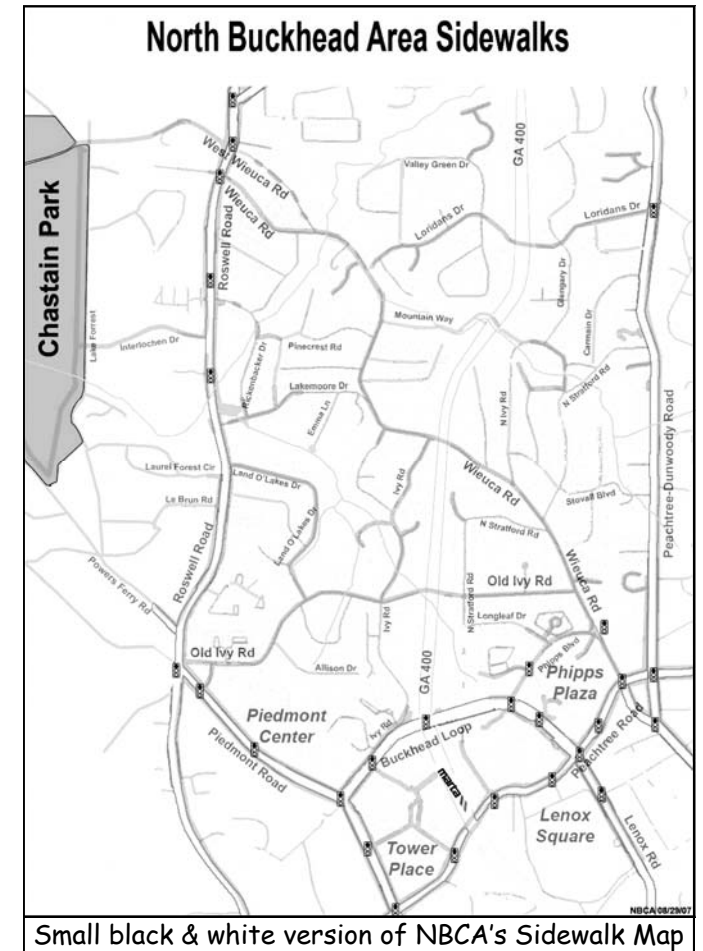 North Buckhead Area Sidewalks
West Wieuca Rd
Wieuca Rd
Valley Green Dr
GA 400
Loridans Dr
Loridans Dr
Chastain Park
Roswell Road
Glengary Dr
Lake Forrest
Interlochen Dr
Mountain Way
Carmain Dr
Rickenbacker Dr
Pinecrest Rd
Lakemoore Dr
Emma Ln
N Ivy Rd
N Stratford Rd
Peachtree-Dunwoody Road
Laurel Forest Cir
Land O'Lakes Dr
Le Brun Rd
Ivy Rd
Wieuca Rd
Stovall Blvd
Land O'Lakes Dr
N Stratford Rd
Roswell Road
Powers Ferry Rd
Wieuca Rd
Old Ivy Rd
N Stratford Rd
Longleaf Dr
Ivy Rd
Old Ivy Rd
Allison Dr
GA 400
Phipps Blvd
Phipps
Plaza
Piedmont
Center
Ivy Rd
Buckhead Loop
Peachtree Road
Piedmont Road
marta
Lenox
Square
Lenox Rd
Tower
Place
NBCA 08/29/07
Small black & white version of NBCA's Sidewalk Map